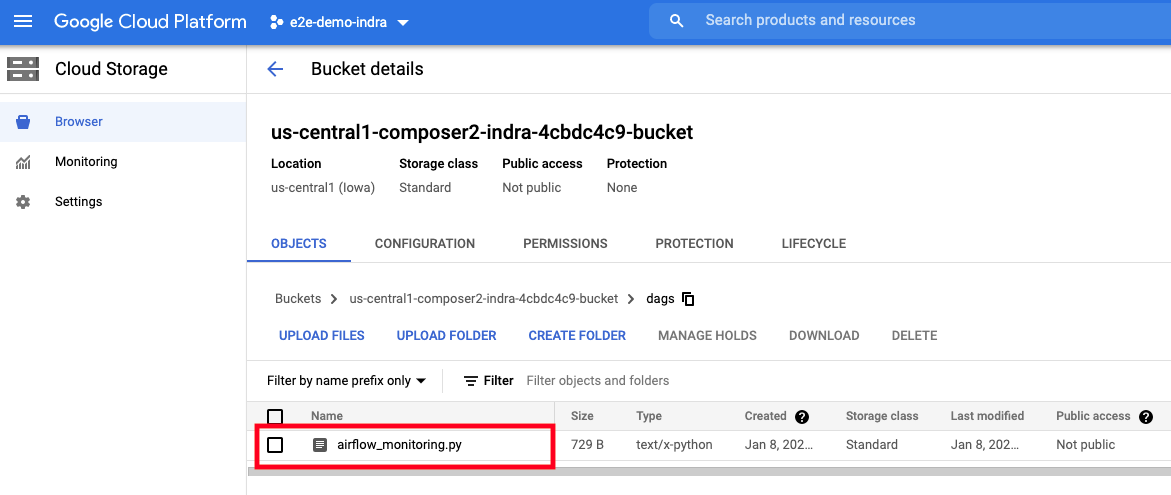 Google Cloud Platform e2e-demo-indra Search products and resources
Cloud Storage Bucket details
Browser
Monitoring
Settings
us-central1-composer2-indra-4cbdc4c9-bucket
Location Storage class Public access Protection
us-central1 (Iowa) Standard Not public None
OBJECTS CONFIGURATION PERMISSIONS PROTECTION LIFECYCLE
Buckets > us-central1-composer2-indra-4cbdc4c9-bucket > dags
UPLOAD FILES UPLOAD FOLDER CREATE FOLDER MANAGE HOLDS DOWNLOAD DELETE
Filter by name prefix only Filter Filter objects and folders
Name Size Type Created ? Storage class Last modified Public access ?
airflow_monitoring.py 729 B text/x-python Jan 8, 202... Standard Jan 8, 202... Not public